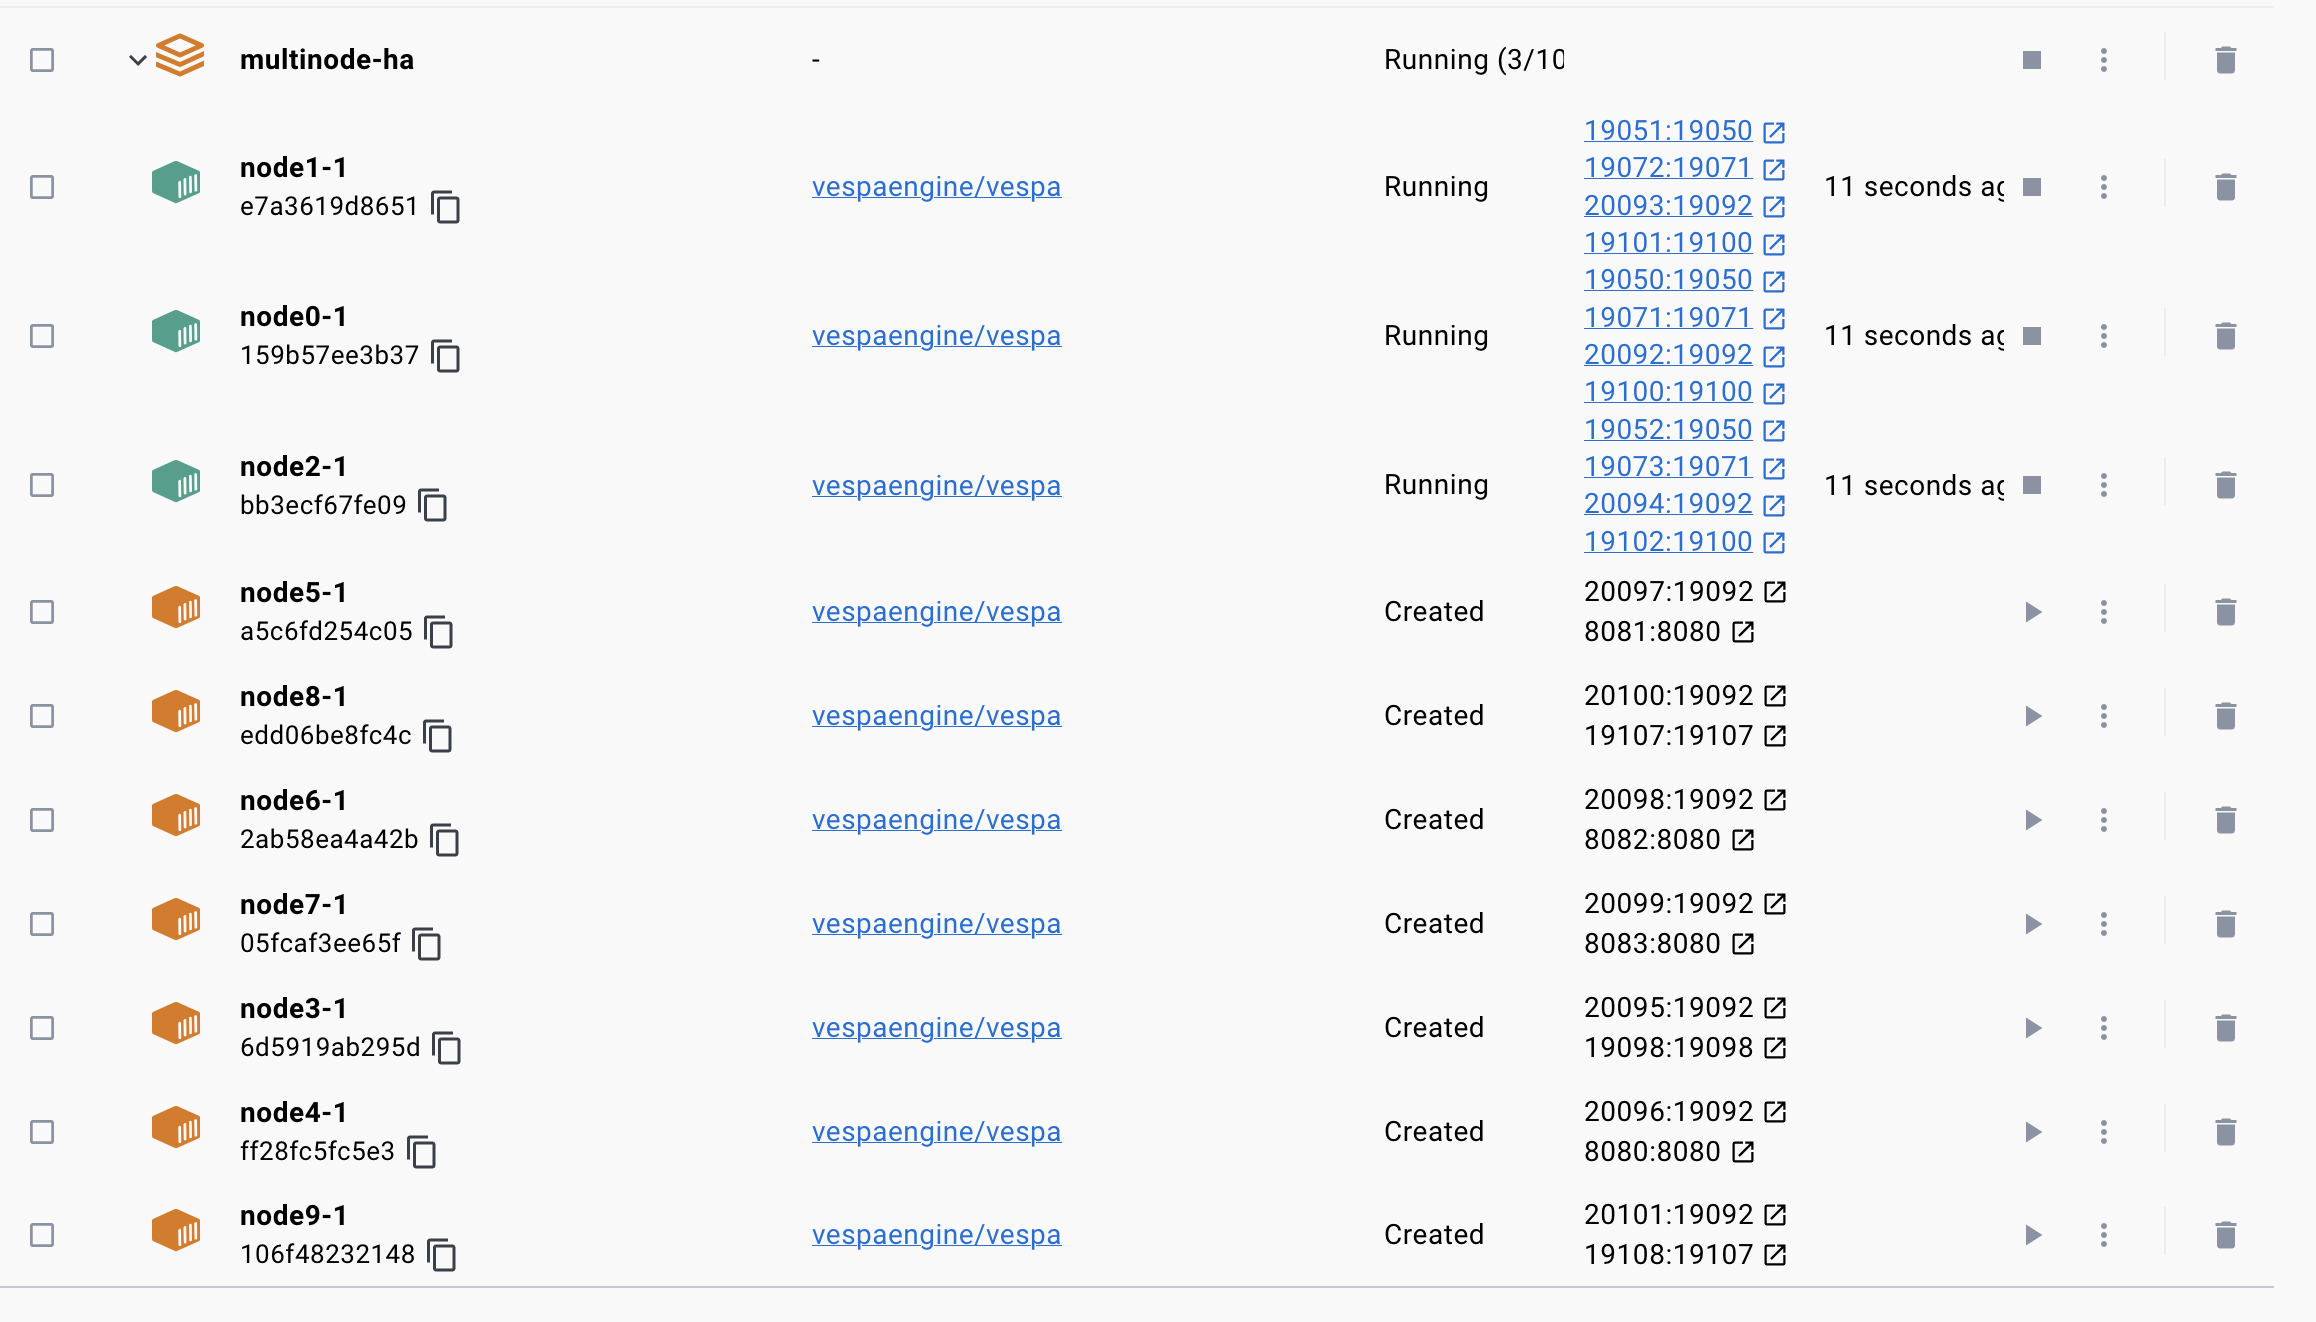 multinode-ha - Running (3/10
19051:19050
node1-1 19072:19071
vespaengine/vespa Running 11 seconds ag
e7a3619d8651 20093:19092
19101:19100
19050:19050
node0-1 19071:19071
vespaengine/vespa Running 11 seconds ag
159b57ee3b37 20092:19092
19100:19100
19052:19050
node2-1 19073:19071
vespaengine/vespa Running 11 seconds ag
bb3ecf67fe09 20094:19092
19102:19100
node5-1 20097:19092
vespaengine/vespa Created
a5c6fd254c05 8081:8080
node8-1 20100:19092
vespaengine/vespa Created
edd06be8fc4c 19107:19107
node6-1 20098:19092
vespaengine/vespa Created
2ab58ea4a42b 8082:8080
node7-1 20099:19092
vespaengine/vespa Created
05fcaf3ee65f 8083:8080
node3-1 20095:19092
vespaengine/vespa Created
6d5919ab295d 19098:19098
node4-1 20096:19092
vespaengine/vespa Created
ff28fc5fc5e3 8080:8080
node9-1 20101:19092
vespaengine/vespa Created
106f48232148 19108:19107